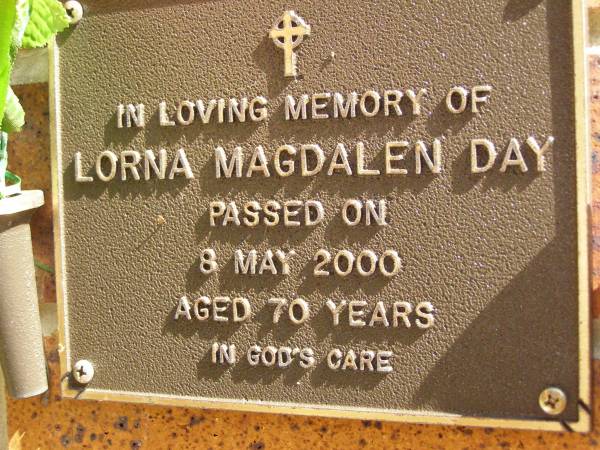 IN LOVING MEMORY OF
LORNA MAGDALEN DAY
PASSED ON
8 MAY 2000
AGED 70 YEARS
IN GOD'S CARE